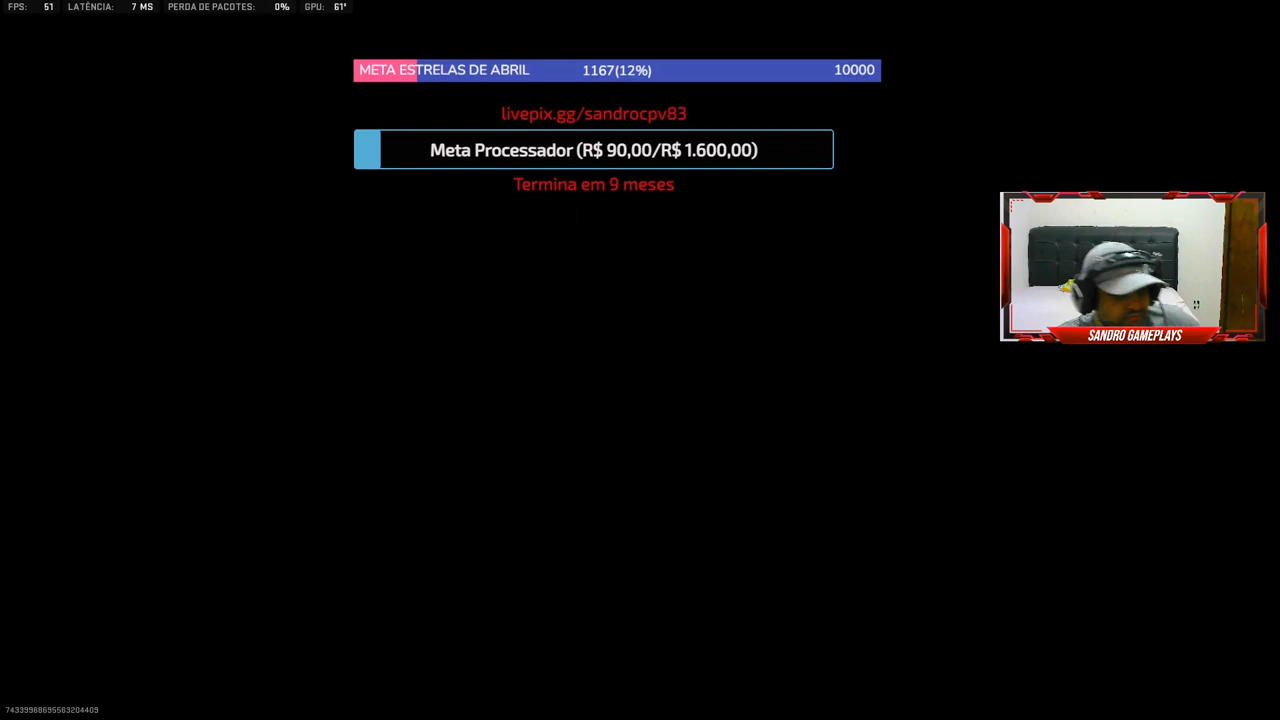 FPS: 51 LATÊNCIA: 7 MS PERDA DE PACOTES: 0% GPU: 61°
META ESTRELAS DE ABRIL 1167(12%) 10000
livepix.gg/sandrocpv83
Meta Processador (R$ 90,00/R$ 1.600,00)
Termina em 9 meses
SANDRO GAMEPLAYS
74339968695563204409